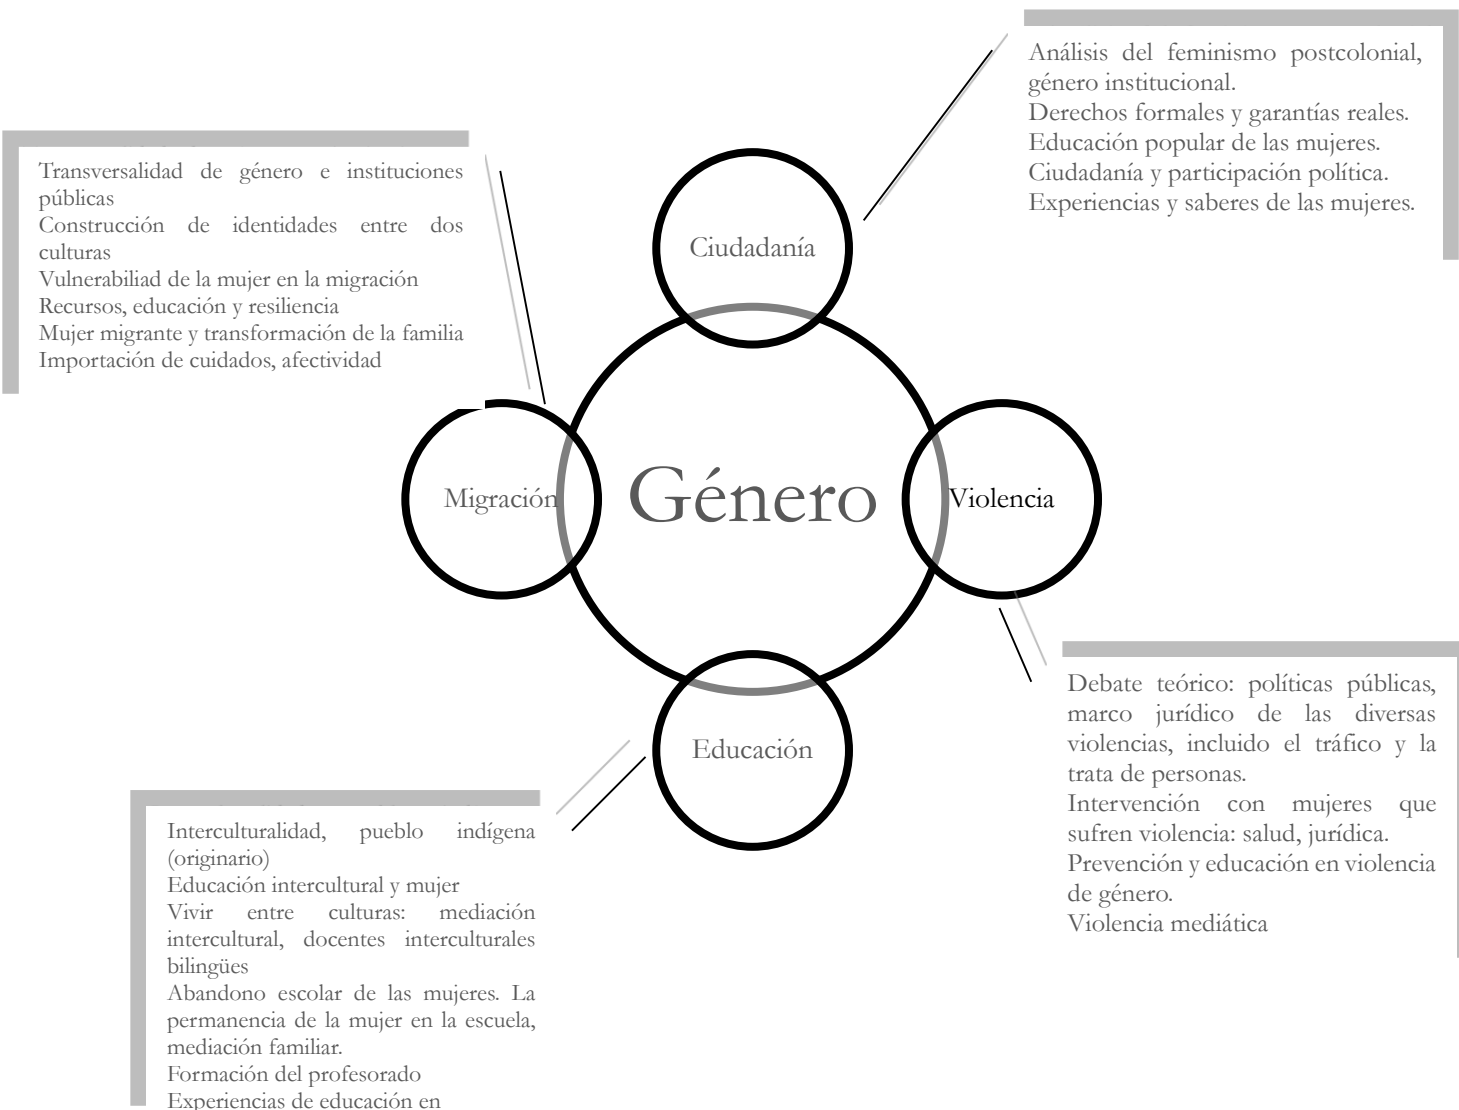 Análisis del feminismo postcolonial,
género institucional.
Derechos formales y garantías reales.
Educación popular de las mujeres.
Ciudadanía y participación política.
Experiencias y saberes de las mujeres.
Transversalidad de género e instituciones
públicas
Construcción de identidades entre dos
culturas
Vulnerabiliad de la mujer en la migración
Recursos, educación y resiliencia
Mujer migrante y transformación de la familia
Importación de cuidados, afectividad
Ciudadanía
Migración
Género
Violencia
Educación
Debate teórico: políticas públicas,
marco jurídico de las diversas
violencias, incluido el tráfico y la
trata de personas.
Intervención con mujeres que
sufren violencia: salud, jurídica.
Prevención y educación en violencia
de género.
Violencia mediática
Interculturalidad, pueblo indígena
(originario)
Educación intercultural y mujer
Vivir entre culturas: mediación
intercultural, docentes interculturales
bilingües
Abandono escolar de las mujeres. La
permanencia de la mujer en la escuela,
mediación familiar.
Formación del profesorado
Experiencias de educación en